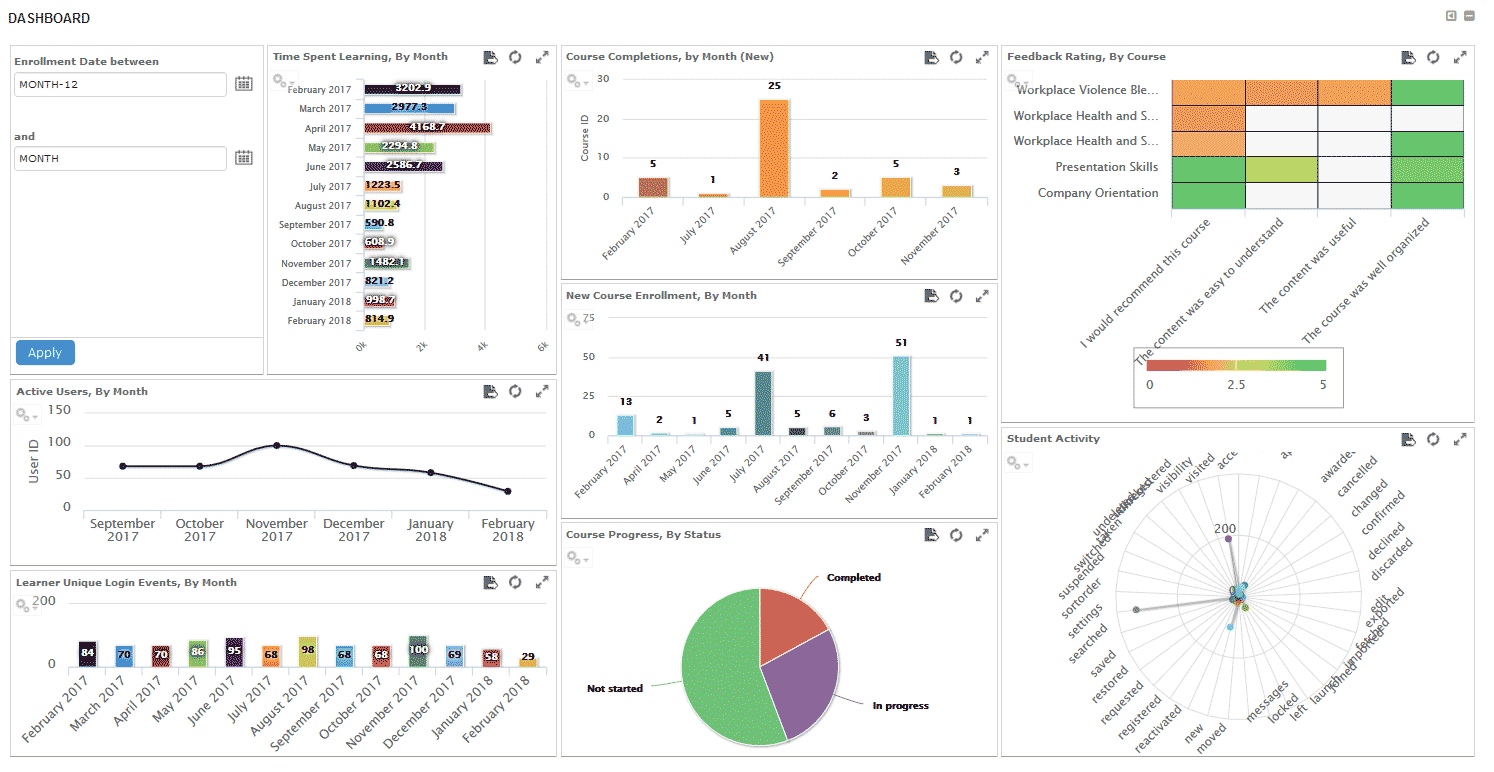 DASHBOARD
Enrollment Date between
MONTH-12
and
MONTH
Apply
Time Spent Learning, By Month
February 2017
3202.9
March 2017
2977.3
April 2017
4168.7
May 2017
2294.8
June 2017
2586.7
July 2017
1223.5
August 2017
1102.4
September 2017
590.8
October 2017
608.9
November 2017
1482.1
December 2017
821.2
January 2018
998.7
February 2018
814.9
0k
2k
4k
6k
Course Completions, by Month (New)
Course ID
30
20
10
0
5
1
25
2
5
3
February 2017
July 2017
August 2017
September 2017
October 2017
November 2017
Feedback Rating, By Course
Workplace Violence Ble...
Workplace Health and S...
Workplace Health and S...
Presentation Skills
Company Orientation
I would recommend this course
The content was easy to understand
The content was useful
The course was well organized
0
2.5
5
Active Users, By Month
User ID
150
100
50
0
September
2017
October
2017
November
2017
December
2017
January
2018
February
2018
New Course Enrollment, By Month
75
50
25
0
13
2
1
5
41
5
6
3
51
1
1
February 2017
April 2017
May 2017
June 2017
July 2017
August 2017
September 2017
October 2017
November 2017
January 2018
February 2018
Learner Unique Login Events, By Month
200
0
84
70
70
86
95
68
98
68
68
100
69
58
29
February 2017
March 2017
April 2017
May 2017
June 2017
July 2017
August 2017
September 2017
October 2017
November 2017
December 2017
January 2018
February 2018
Course Progress, By Status
Completed
Not started
In progress
Student Activity
200
0
cancelled
changed
confirmed
declined
discarded
edit
exported
fetched
imported
joined
launch
left
locked
messages
moved
new
reactivated
registered
requested
restored
saved
searched
settings
sortorder
suspended
switched
taken
visibility
visited